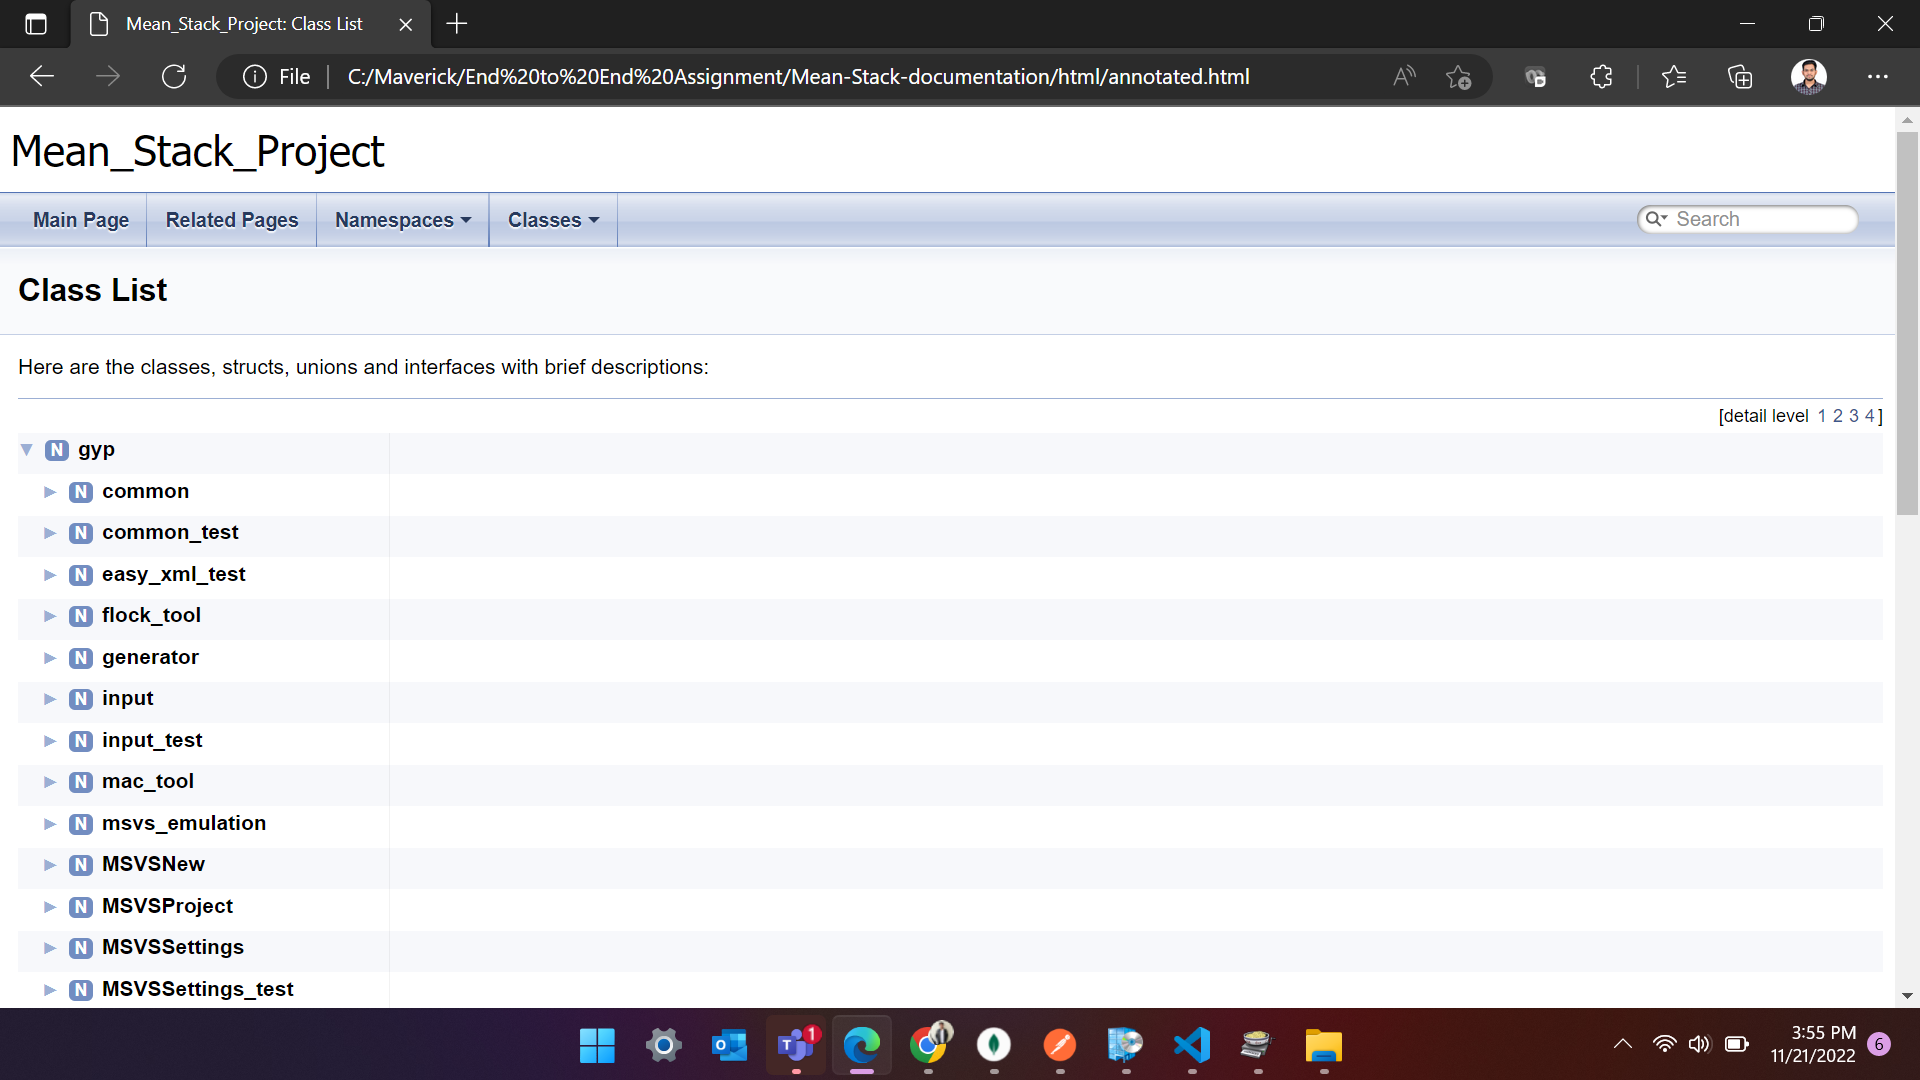 Mean_Stack_Project: Class List
File
C:/Maverick/End%20to%20End%20Assignment/Mean-Stack-documentation/html/annotated.html
Mean_Stack_Project
Main Page Related Pages Namespaces Classes Search
Class List
Here are the classes, structs, unions and interfaces with brief descriptions:
[detail level 1 2 3 4]
N gyp
N common
N common_test
N easy_xml_test
N flock_tool
N generator
N input
N input_test
N mac_tool
N msvs_emulation
N MSVSNew
N MSVSProject
N MSVSSettings
N MSVSSettings_test
1
3:55 PM
11/21/2022
6